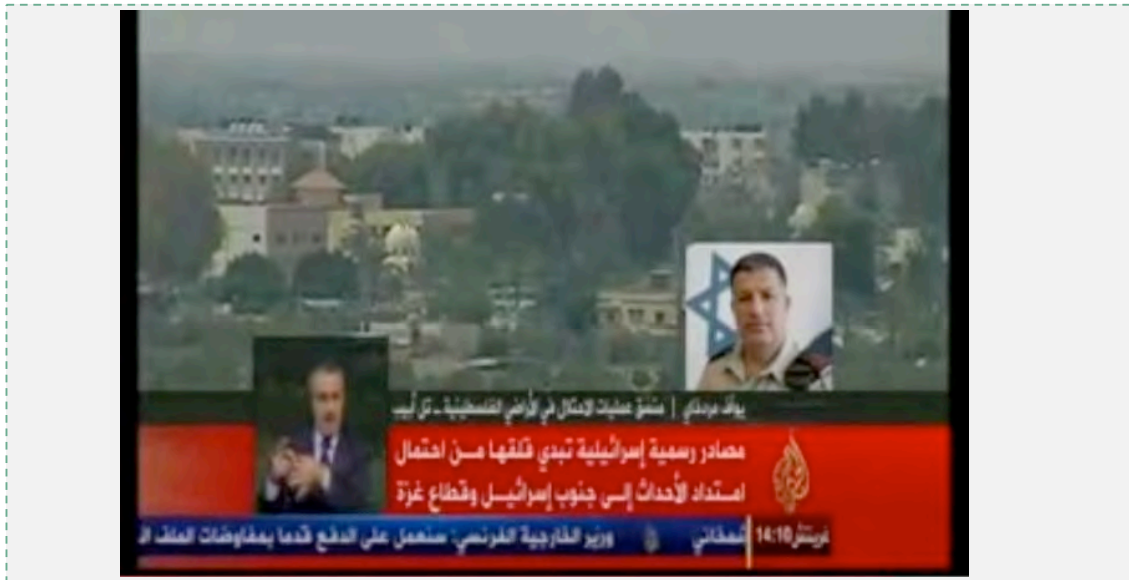 يوآف مردخاي | منسق عمليات الاحتلال في الأراضي الفلسطينية - تل أبيب
مصادر رسمية إسرائيلية تبدي قلقها من احتمال
امتداد الأحداث إلى جنوب إسرائيل وقطاع غزة
غرينتش 14:10
شمخاني
وزير الخارجية الفرنسي: سنعمل على الدفع قدما بمفاوضات الملف